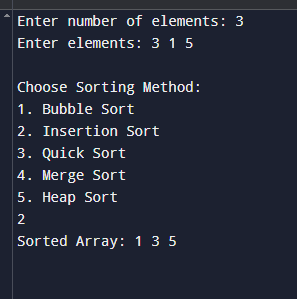 Enter number of elements: 3
Enter elements: 3 1 5
Choose Sorting Method:
1. Bubble Sort
2. Insertion Sort
3. Quick Sort
4. Merge Sort
5. Heap Sort
2
Sorted Array: 1 3 5